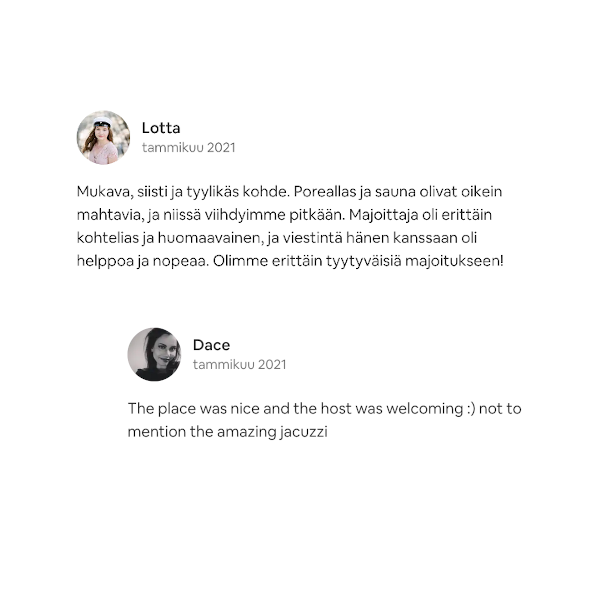 Lotta
tammikuu 2021
Mukava, siisti ja tyylikäs kohde. Poreallas ja sauna olivat oikein
mahtavia, ja niissä viihdyimme pitkään. Majoittaja oli erittäin
kohtelias ja huomaavainen, ja viestintä hänen kanssaan oli
helppoa ja nopeaa. Olimme erittäin tyytyväisiä majoitukseen!
Dace
tammikuu 2021
The place was nice and the host was welcoming :) not to
mention the amazing jacuzzi